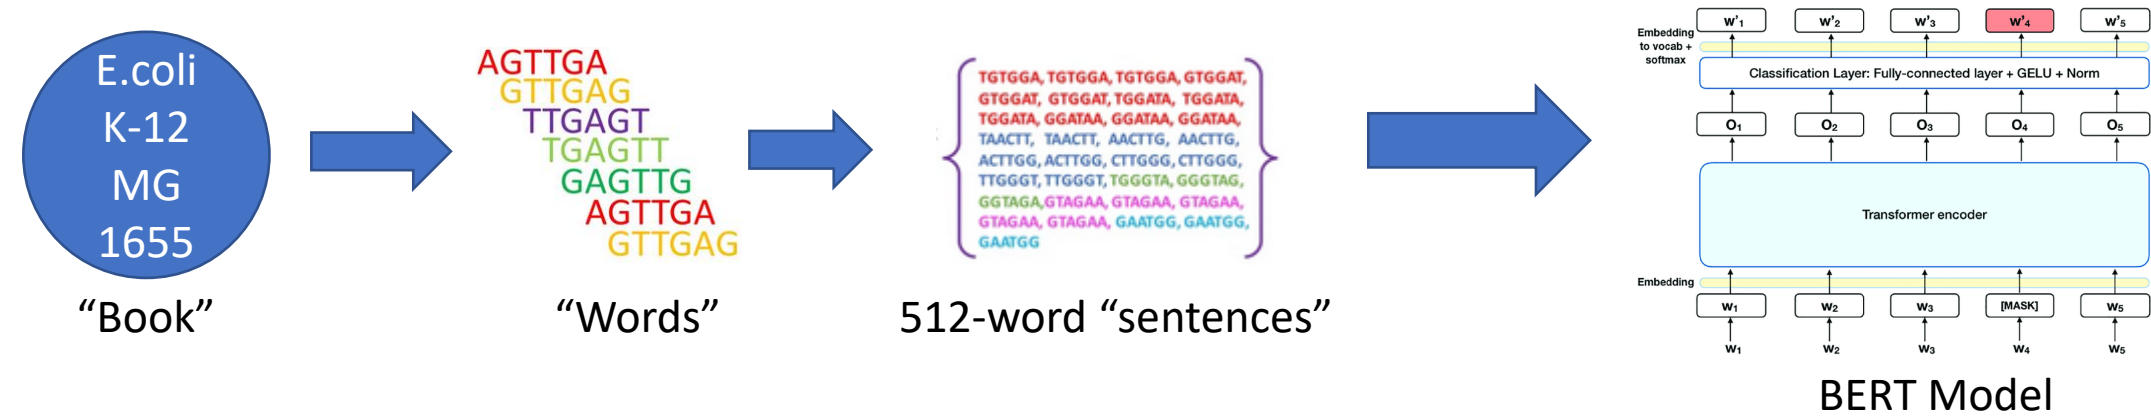 E.coli
K-12
MG
1655
“Book”
AGTTGA
GTTGAG
TTGAGT
TGAGTT
GAGTTG
AGTTGA
GTTGAG
“Words”
TGTGGA, TGTGGA, TGTGGA, GTGGAT,
GTGGAT, GTGGAT, TGGATA, TGGATA,
TGGATA, GGATAA, GGATAA, GGATAA,
TAACTT, TAACTT, AACTTG, AACTTG,
ACTTGG, ACTTGG, CTTGGG, CTTGGG,
TTGGGT, TTGGGT, TGGGTA, GGGTAG,
GGTAGA, GTAGAA, GTAGAA, GTAGAA,
GTAGAA, GTAGAA, GAATGG, GAATGG,
GAATGG
512-word “sentences”
w'1 w'2 w'3 w'4 w'5
Embedding
to vocab +
softmax
Classification Layer: Fully-connected layer + GELU + Norm
O1 O2 O3 O4 O5
Transformer encoder
Embedding
w1 w2 w3 [MASK] w5
w1 w2 w3 w4 w5
BERT Model